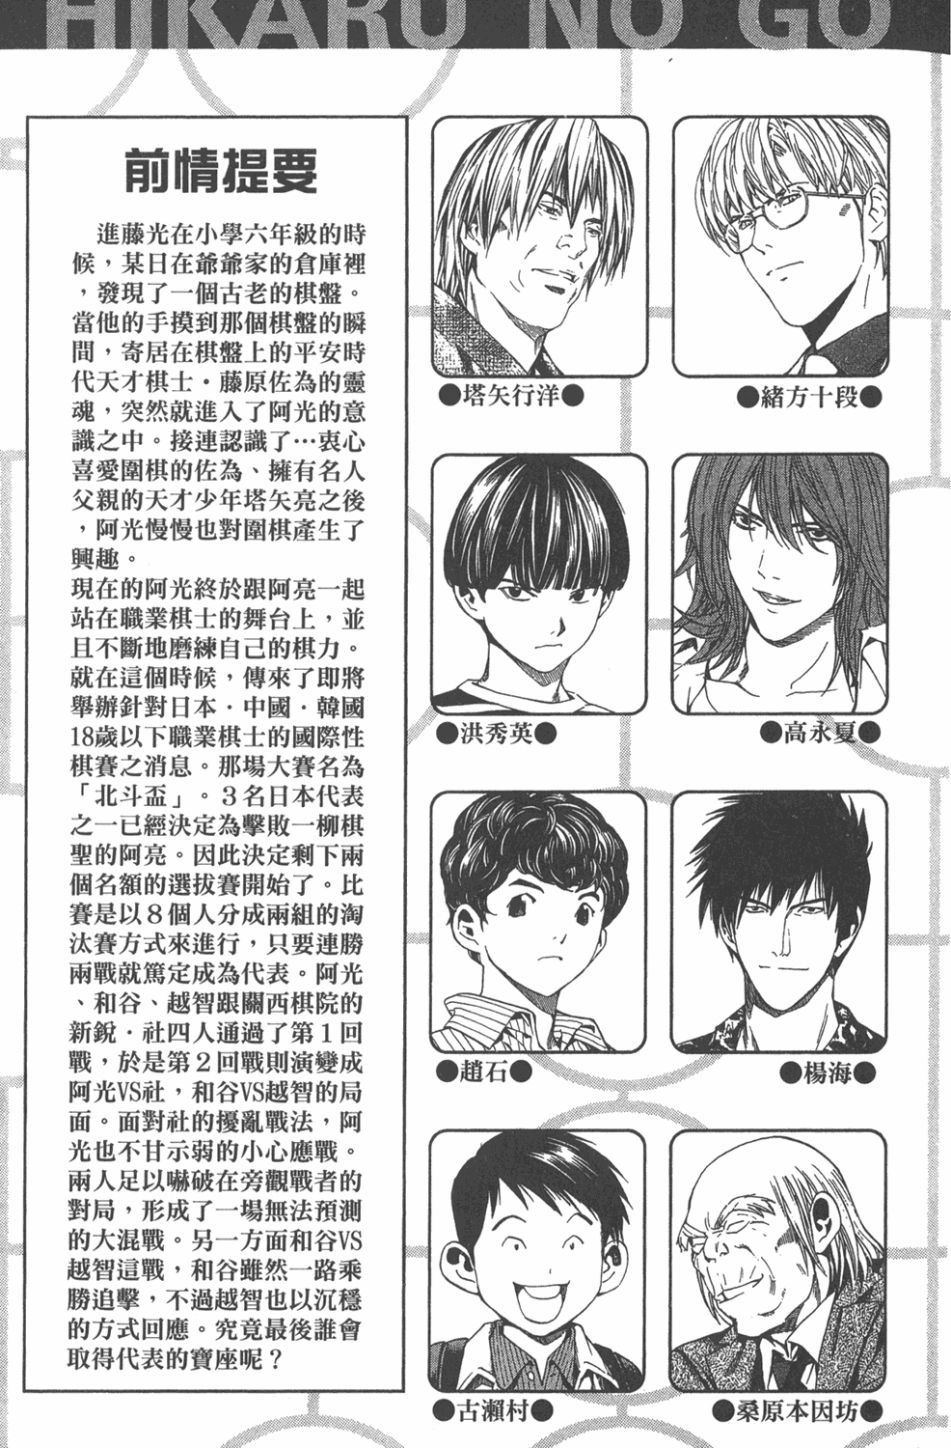 HIKARU NO GO
前情提要
進藤光在小學六年級的時
候，某日在爺爺家的倉庫裡
，發現了一個古老的棋盤。
當他的手摸到那個棋盤的瞬
間，寄居在棋盤上的平安時
代天才棋士·藤原佐為的靈
魂，突然就進入了阿光的意
識之中。接連認識了…衷心
喜愛圍棋的佐為、擁有名人
父親的天才少年塔矢亮之後
，阿光慢慢也對圍棋產生了
興趣。
現在的阿光終於跟阿亮一起
站在職業棋士的舞台上，並
且不斷地磨練自己的棋力。
就在這個時候，傳來了即將
舉辦針對日本·中國·韓國
18歲以下職業棋士的國際性
棋賽之消息。那場大賽名為
「北斗盃」。３名日本代表
之一已經決定為擊敗一柳棋
聖的阿亮。因此決定剩下兩
個名額的選拔賽開始了。比
賽是以８個人分成兩組的淘
汰賽方式來進行，只要連勝
兩戰就篤定成為代表。阿光
、和谷、越智跟關西棋院的
新銳·社四人通過了第１回
戰，於是第２回戰則演變成
阿光VS社，和谷VS越智的局
面。面對社的擾亂戰法，阿
光也不甘示弱的小心應戰。
兩人足以嚇破在旁觀戰者的
對局，形成了一場無法預測
的大混戰。另一方面和谷VS
越智這戰，和谷雖然一路乘
勝追擊，不過越智也以沉穩
的方式回應。究竟最後誰會
取得代表的寶座呢？
●塔矢行洋●
●緒方十段●
●洪秀英●
●高永夏●
●趙石●
●楊海●
●古瀨村●
●桑原本因坊●